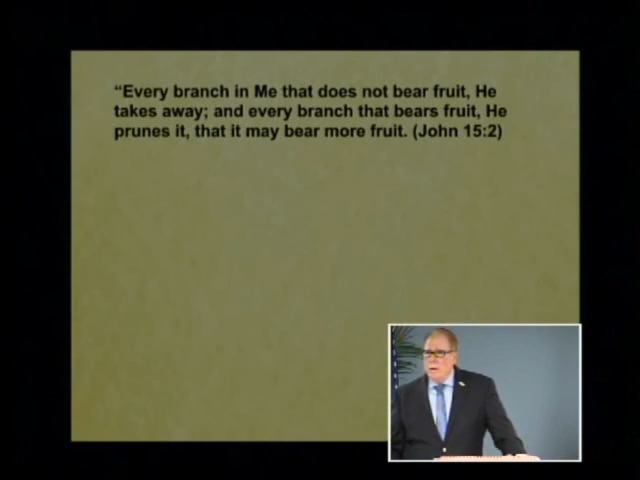 “Every branch in Me that does not bear fruit, He
takes away; and every branch that bears fruit, He
prunes it, that it may bear more fruit. (John 15:2)